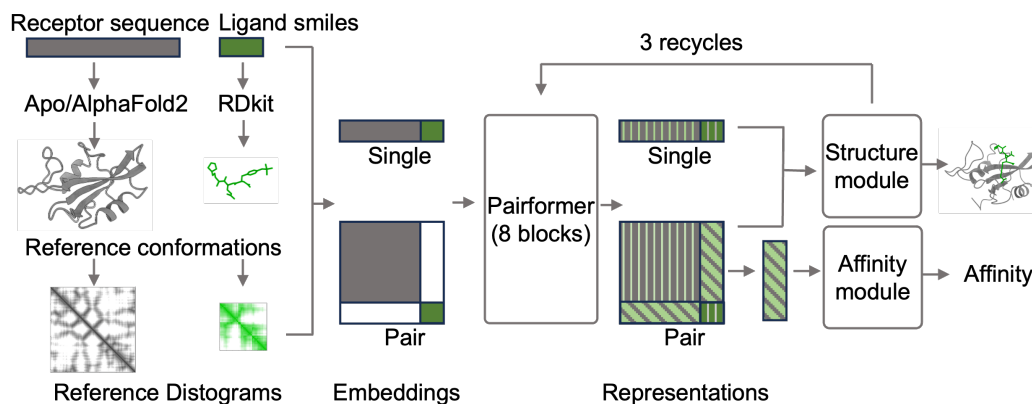 Receptor sequence
Ligand smiles
3 recycles
Apo/AlphaFold2
RDkit
Single
Single
Structure
module
Pairformer
(8 blocks)
Reference conformations
Affinity
module
Affinity
Pair
Pair
Reference Distograms
Embeddings
Representations